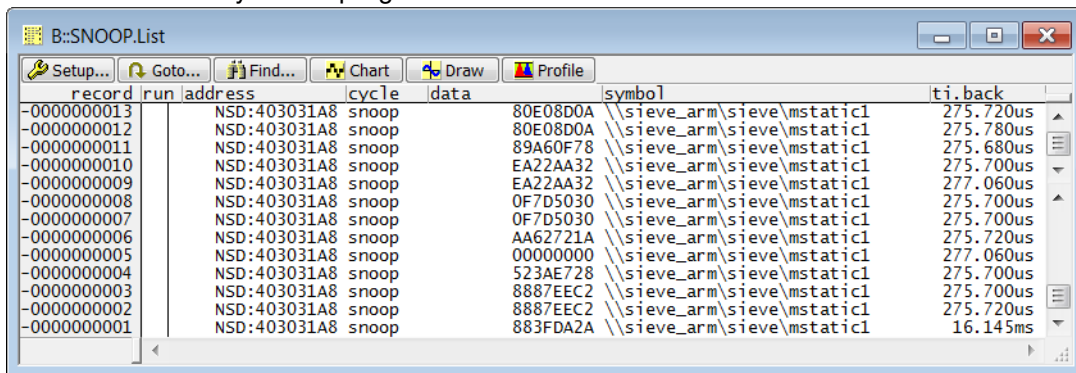 B::SNOOP.List
Setup... Goto... Find... Chart Draw Profile
record run address cycle data symbol ti.back
-0000000013 NSD:403031A8 snoop 80E08D0A \\sieve_arm\sieve\mstatic1 275.720us
-0000000012 NSD:403031A8 snoop 80E08D0A \\sieve_arm\sieve\mstatic1 275.780us
-0000000011 NSD:403031A8 snoop 89A60F78 \\sieve_arm\sieve\mstatic1 275.680us
-0000000010 NSD:403031A8 snoop EA22AA32 \\sieve_arm\sieve\mstatic1 275.700us
-0000000009 NSD:403031A8 snoop EA22AA32 \\sieve_arm\sieve\mstatic1 277.060us
-0000000008 NSD:403031A8 snoop 0F7D5030 \\sieve_arm\sieve\mstatic1 275.700us
-0000000007 NSD:403031A8 snoop 0F7D5030 \\sieve_arm\sieve\mstatic1 275.700us
-0000000006 NSD:403031A8 snoop AA62721A \\sieve_arm\sieve\mstatic1 275.720us
-0000000005 NSD:403031A8 snoop 00000000 \\sieve_arm\sieve\mstatic1 277.060us
-0000000004 NSD:403031A8 snoop 523AE728 \\sieve_arm\sieve\mstatic1 275.700us
-0000000003 NSD:403031A8 snoop 8887EEC2 \\sieve_arm\sieve\mstatic1 275.700us
-0000000002 NSD:403031A8 snoop 8887EEC2 \\sieve_arm\sieve\mstatic1 275.720us
-0000000001 NSD:403031A8 snoop 883FDA2A \\sieve_arm\sieve\mstatic1 16.145ms